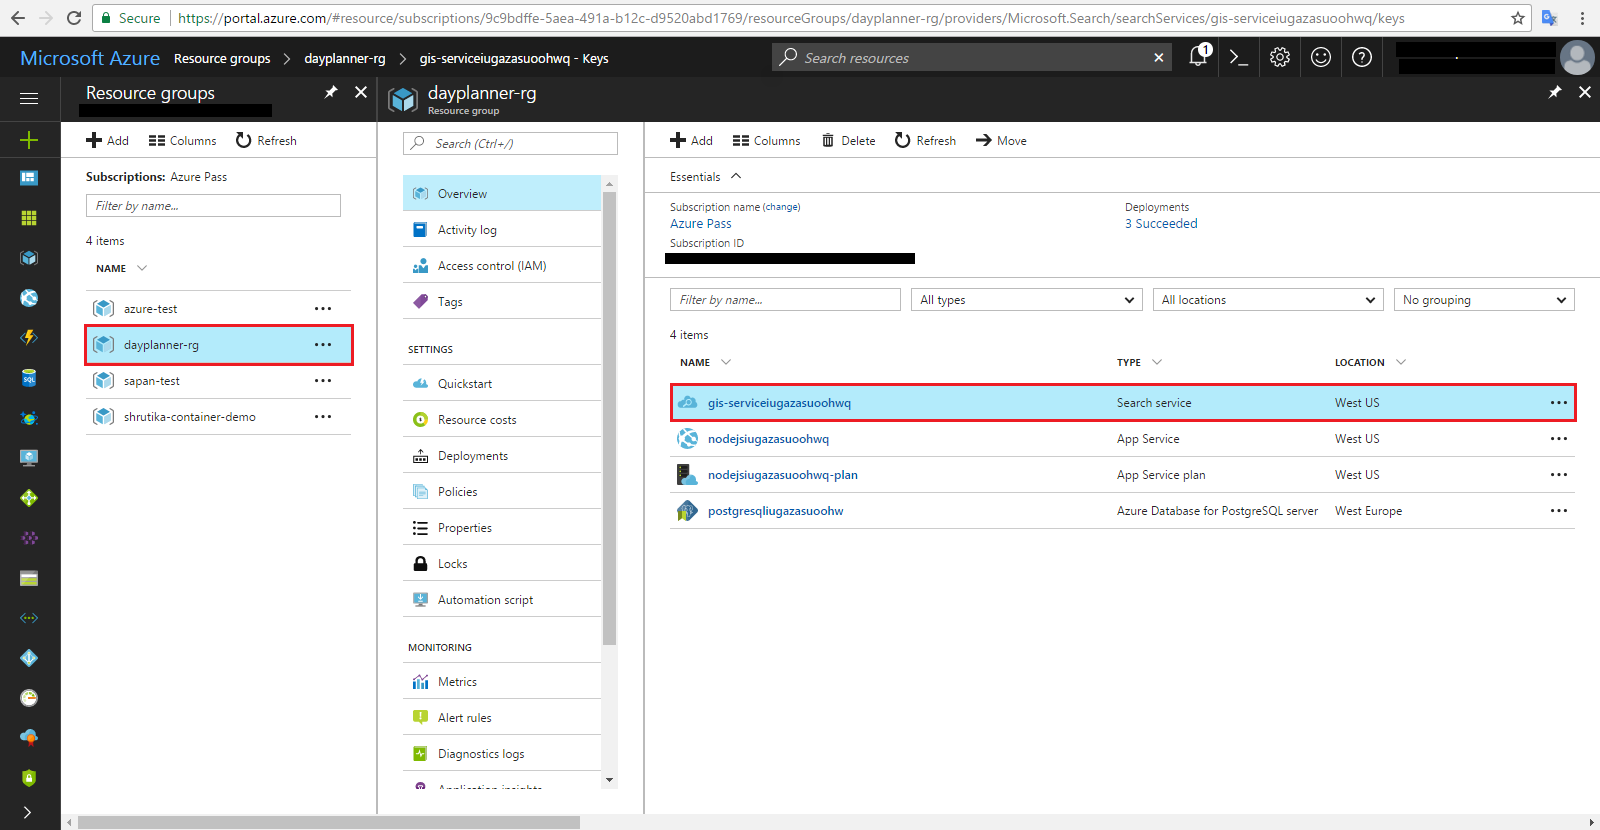 Secure https://portal.azure.com/#resource/subscriptions/9c9bdffe-5aea-491a-b12c-d9520abd1769/resourceGroups/dayplanner-rg/providers/Microsoft.Search/searchServices/gis-serviceiugazasuoohwq/keys
Microsoft Azure Resource groups dayplanner-rg gis-serviceiugazasuoohwq - Keys
Search resources
1
Resource groups
Add Columns Refresh
Subscriptions: Azure Pass
Filter by name...
4 items
NAME
azure-test
dayplanner-rg
sapan-test
shrutika-container-demo
SQL
dayplanner-rg
Resource group
Search (Ctrl+/)
Overview
Activity log
Access control (IAM)
Tags
SETTINGS
Quickstart
Resource costs
Deployments
Policies
Properties
Locks
Automation script
MONITORING
Metrics
Alert rules
Diagnostics logs
Application insights
Add Columns Delete Refresh Move
Essentials
Subscription name (change)
Azure Pass
Subscription ID
Deployments
3 Succeeded
Filter by name... All types All locations No grouping
4 items
NAME TYPE LOCATION
gis-serviceiugazasuoohwq Search service West US
nodejsiugazasuoohwq App Service West US
nodejsiugazasuoohwq-plan App Service plan West US
postgresqliugazasuoohw Azure Database for PostgreSQL server West Europe